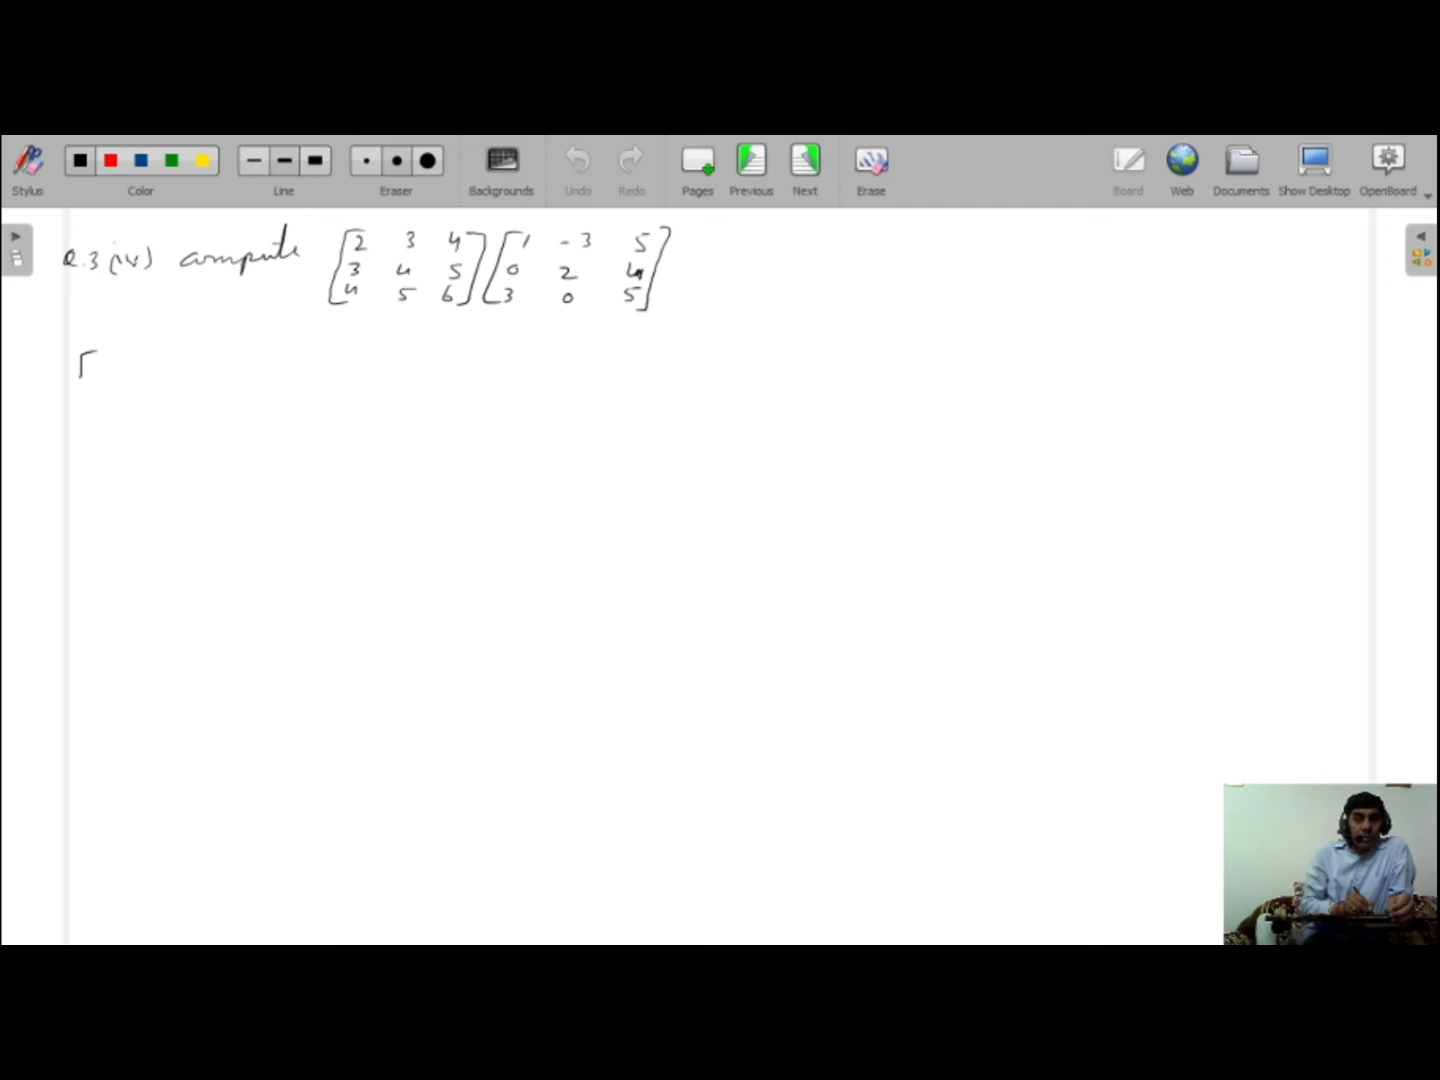 Stylus Color Line Eraser Backgrounds Undo Redo Pages Previous Next Erase Board Web Documents Show Desktop OpenBoard
Q.3 (iv) compute [2 3 4] [1 -3 5]
[3 4 5] [0 2 4]
[4 5 6] [3 0 5]
[